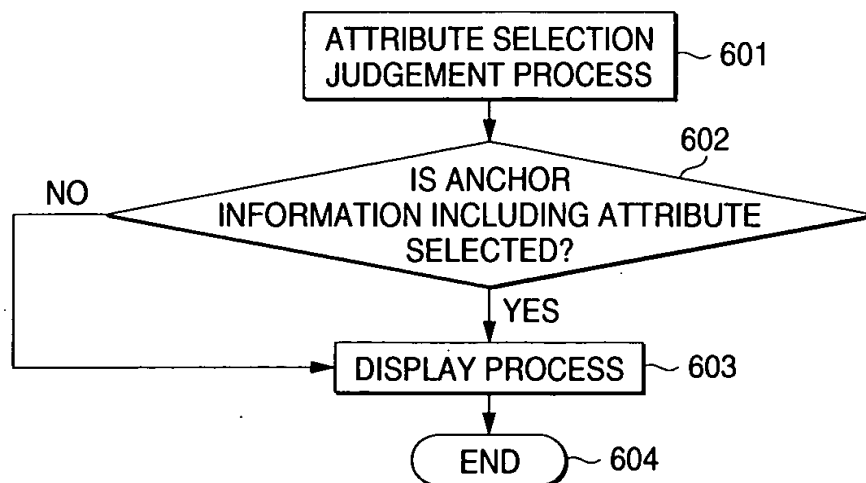 ATTRIBUTE SELECTION
JUDGEMENT PROCESS
601
602
NO
IS ANCHOR
INFORMATION INCLUDING ATTRIBUTE
SELECTED?
YES
DISPLAY PROCESS
603
END
604